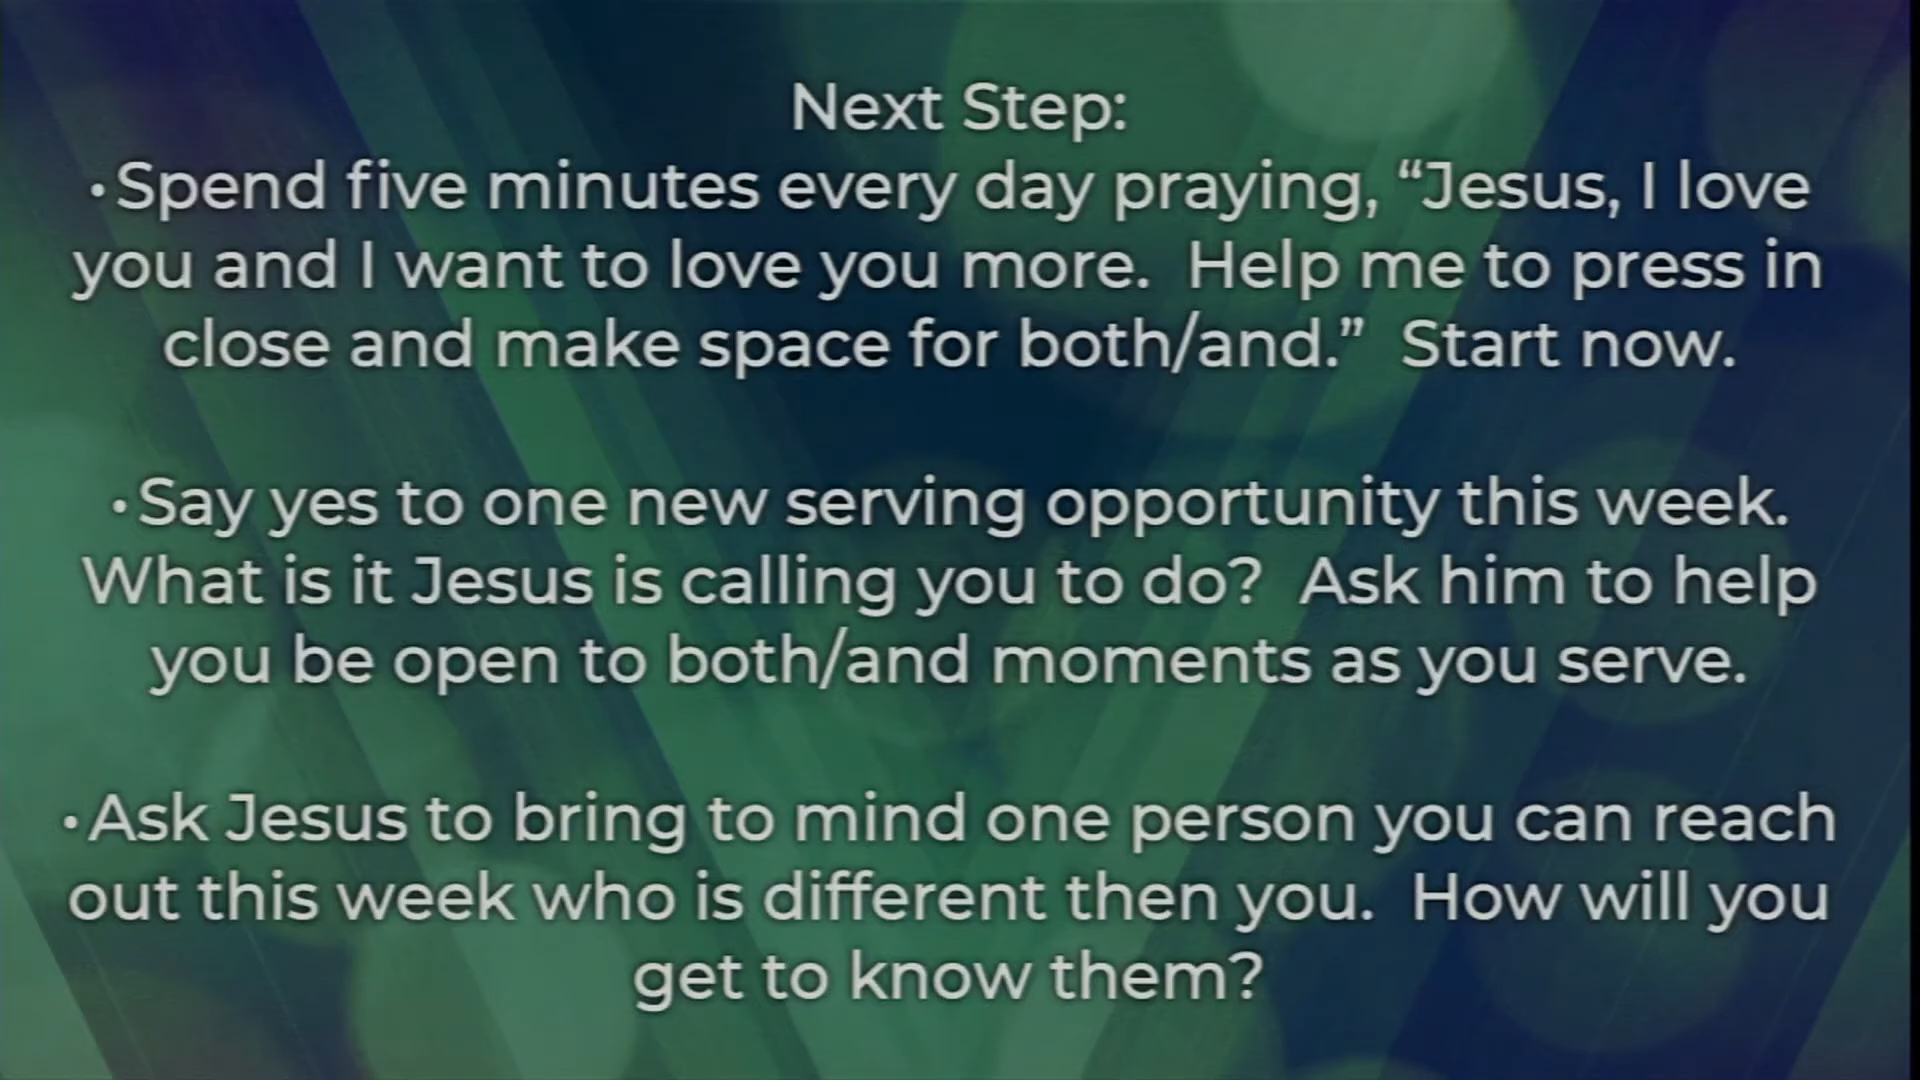 Next Step:
•Spend five minutes every day praying, “Jesus, I love
you and I want to love you more.  Help me to press in
close and make space for both/and.”  Start now.
•Say yes to one new serving opportunity this week.
What is it Jesus is calling you to do?  Ask him to help
you be open to both/and moments as you serve.
•Ask Jesus to bring to mind one person you can reach
out this week who is different then you.  How will you
get to know them?